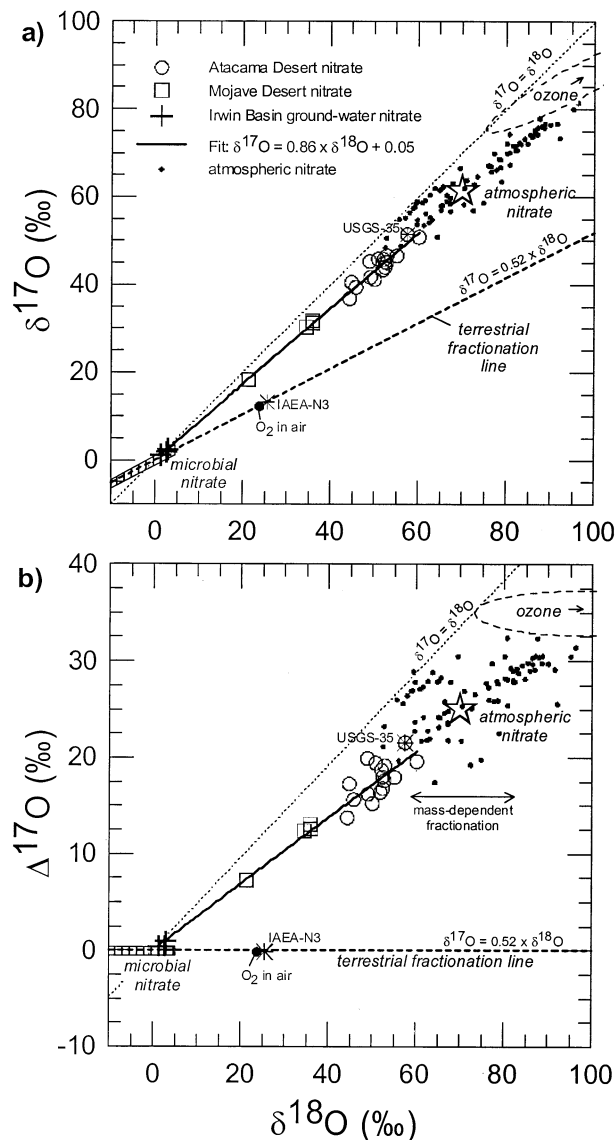 a)
100
80
60
40
20
0
δ17O (‰)
Atacama Desert nitrate
Mojave Desert nitrate
Irwin Basin ground-water nitrate
Fit: δ17O = 0.86 x δ18O + 0.05
atmospheric nitrate
δ17O = δ18O
ozone
USGS-35
atmospheric
nitrate
δ17O = 0.52 x δ18O
terrestrial
fractionation
line
IAEA-N3
O2 in air
microbial
nitrate
0 20 40 60 80 100
b)
40
30
20
10
0
-10
Δ17O (‰)
δ17O = δ18O
ozone
USGS-35
atmospheric
nitrate
mass-dependent
fractionation
IAEA-N3
δ17O = 0.52 x δ18O
microbial
nitrate
O2 in air
terrestrial fractionation line
0 20 40 60 80 100
δ18O (‰)